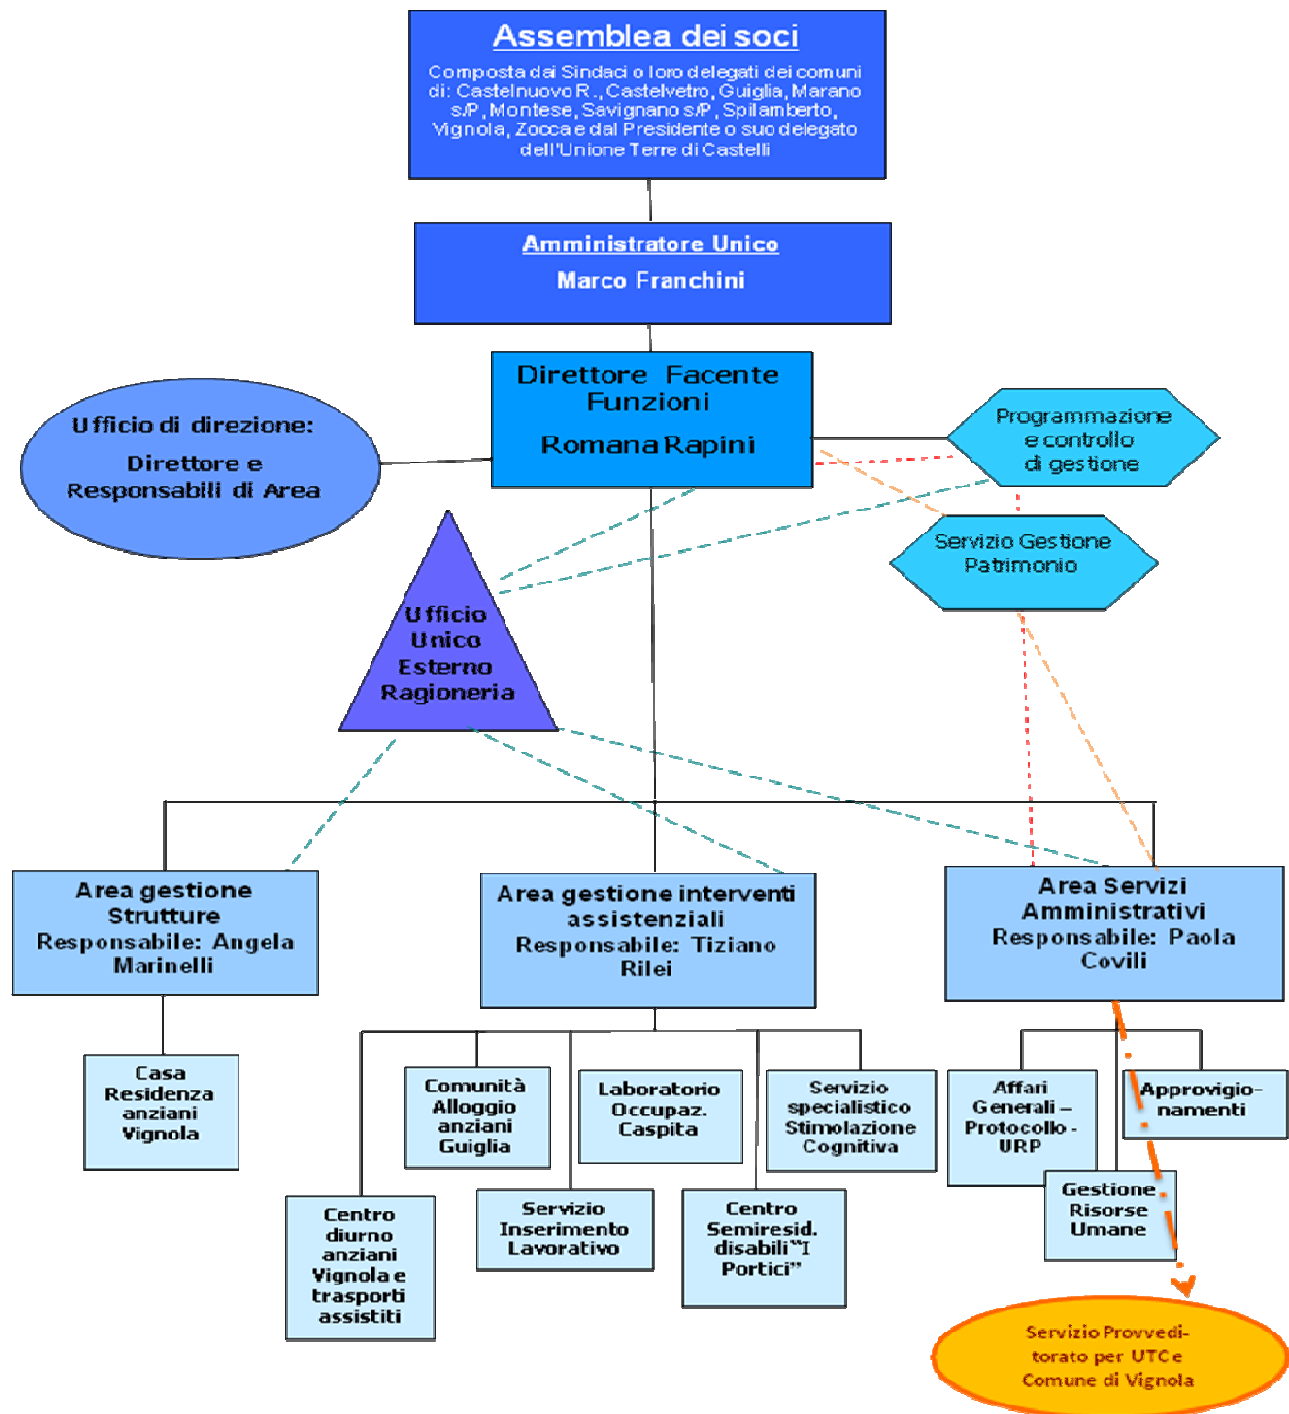 Assemblea dei soci
Composta dai Sindaci o loro delegati dei comuni
di: Castelnuovo R., Castelvetro, Guiglia, Marano
s/P, Montese, Savignano s/P, Spilamberto,
Vignola, Zocca e dal Presidente o suo delegato
dell'Unione Terre di Castelli
Amministratore Unico
Marco Franchini
Direttore Facente
Funzioni
Romana Rapini
Ufficio di direzione:
Direttore e
Responsabili di Area
Programmazione
e controllo
di gestione
Servizio Gestione
Patrimonio
Ufficio
Unico
Esterno
Ragioneria
Area gestione
Strutture
Responsabile: Angela
Marinelli
Area gestione interventi
assistenziali
Responsabile: Tiziano
Rilei
Area Servizi
Amministrativi
Responsabile: Paola
Covili
Casa
Residenza
anziani
Vignola
Comunità
Alloggio
anziani
Guiglia
Laboratorio
Occupaz.
Caspita
Servizio
specialistico
Stimolazione
Cognitiva
Affari
Generali –
Protocollo -
URP
Approvigio-
namenti
Centro
diurno
anziani
Vignola e
trasporti
assistiti
Servizio
Inserimento
Lavorativo
Centro
Semiresid.
disabili “I
Portici”
Gestione
Risorse
Umane
Servizio Provvedi-
torato per UTC e
Comune di Vignola